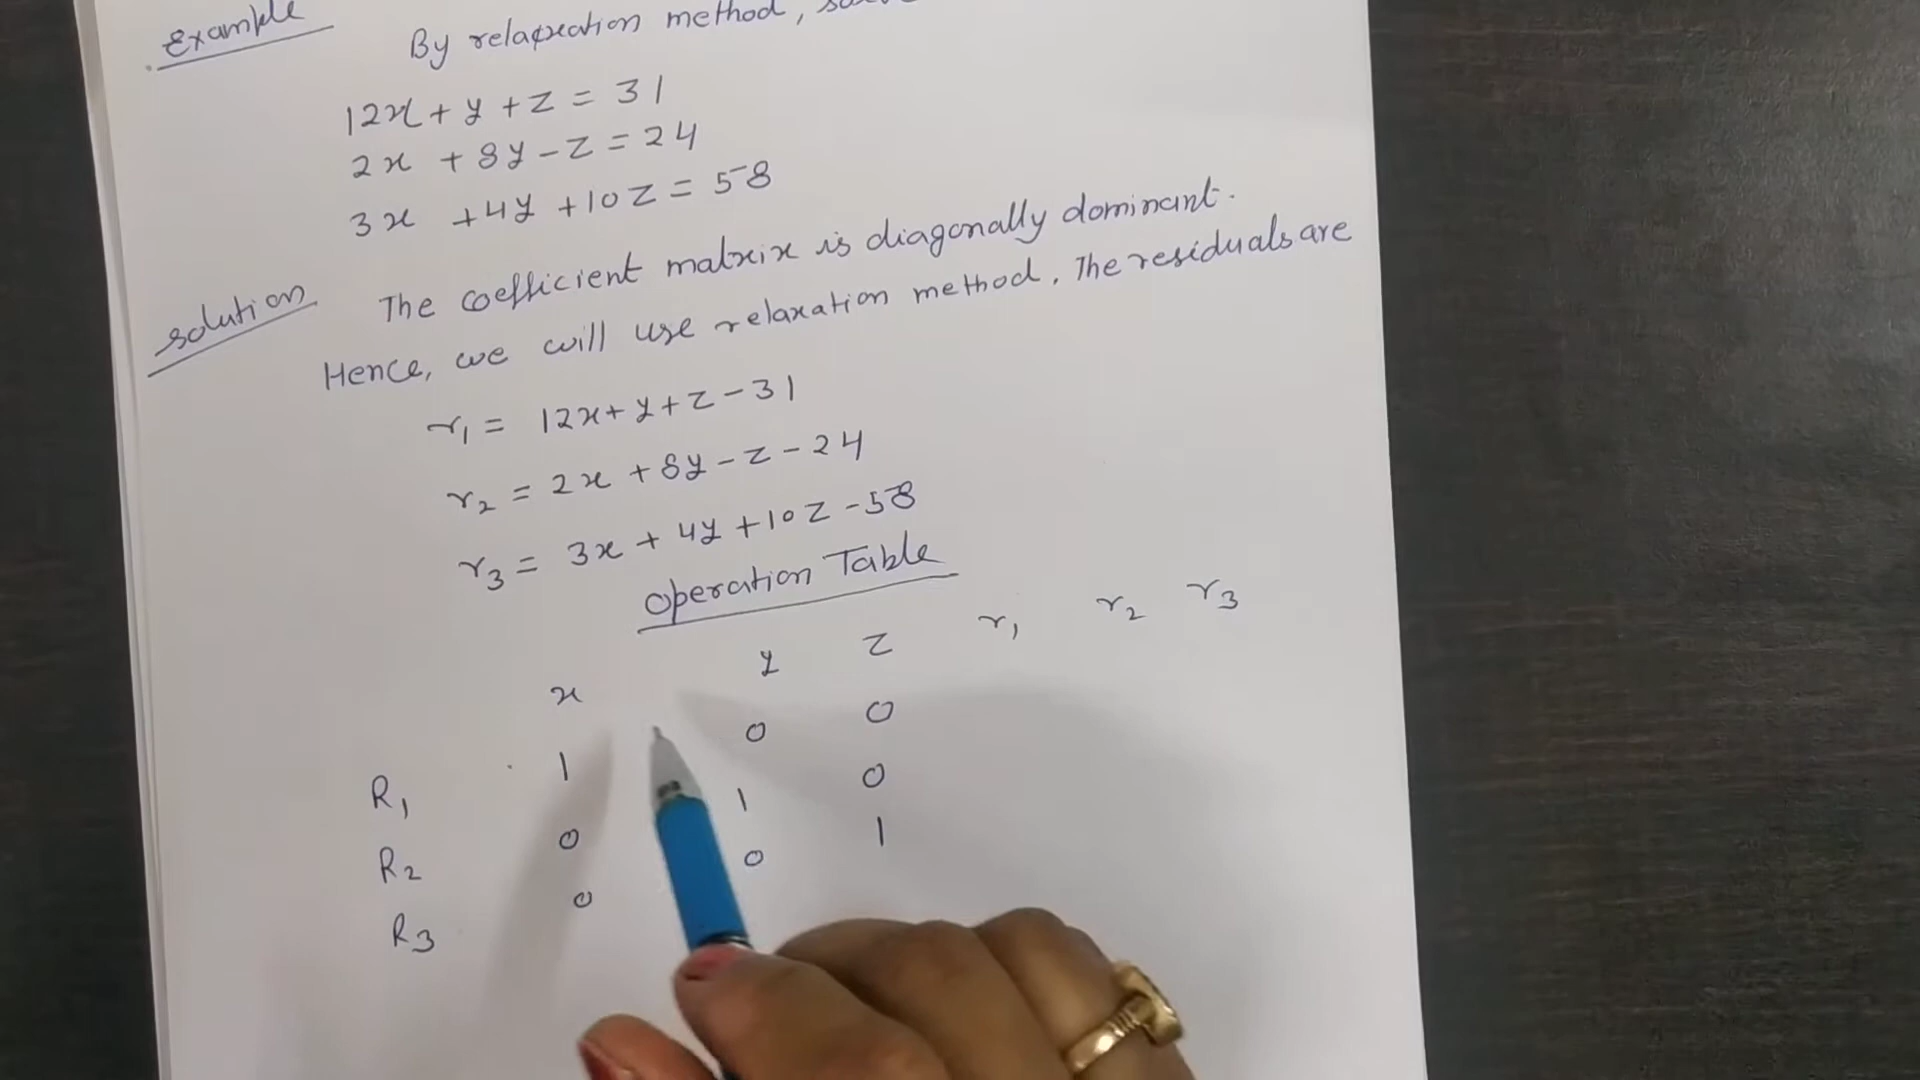 Example By relaxation method,
12x + y + z = 31
2x + 8y - z = 24
3x + 4y + 10z = 58
solution The coefficient matrix is diagonally dominant.
Hence, we will use relaxation method. The residuals are
r₁ = 12x + y + z - 31
r₂ = 2x + 8y - z - 24
r₃ = 3x + 4y + 10z - 58
Operation Table
x y z r₁ r₂ r₃
R₁ 1 0 0
R₂ 0 1 0
R₃ 0 0 1